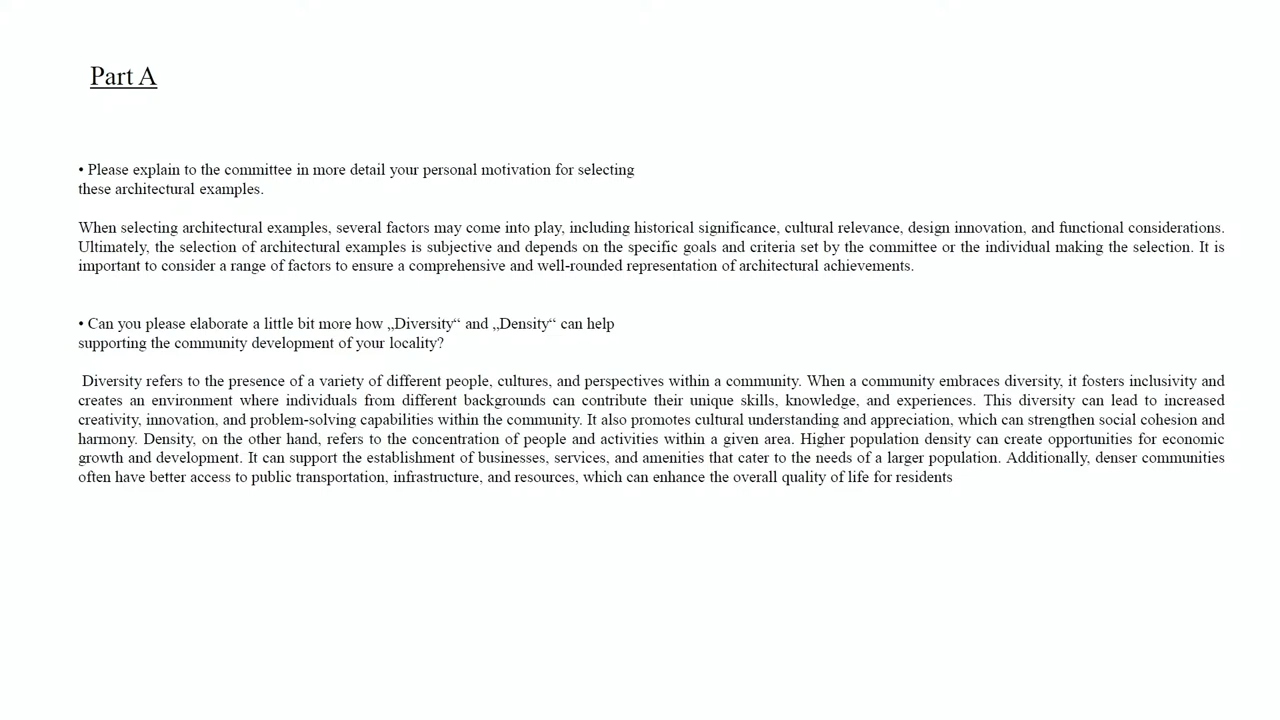 Part A
• Please explain to the committee in more detail your personal motivation for selecting
these architectural examples.
When selecting architectural examples, several factors may come into play, including historical significance, cultural relevance, design innovation, and functional considerations.
Ultimately, the selection of architectural examples is subjective and depends on the specific goals and criteria set by the committee or the individual making the selection. It is
important to consider a range of factors to ensure a comprehensive and well-rounded representation of architectural achievements.
• Can you please elaborate a little bit more how „Diversity“ and „Density“ can help
supporting the community development of your locality?
Diversity refers to the presence of a variety of different people, cultures, and perspectives within a community. When a community embraces diversity, it fosters inclusivity and
creates an environment where individuals from different backgrounds can contribute their unique skills, knowledge, and experiences. This diversity can lead to increased
creativity, innovation, and problem-solving capabilities within the community. It also promotes cultural understanding and appreciation, which can strengthen social cohesion and
harmony. Density, on the other hand, refers to the concentration of people and activities within a given area. Higher population density can create opportunities for economic
growth and development. It can support the establishment of businesses, services, and amenities that cater to the needs of a larger population. Additionally, denser communities
often have better access to public transportation, infrastructure, and resources, which can enhance the overall quality of life for residents